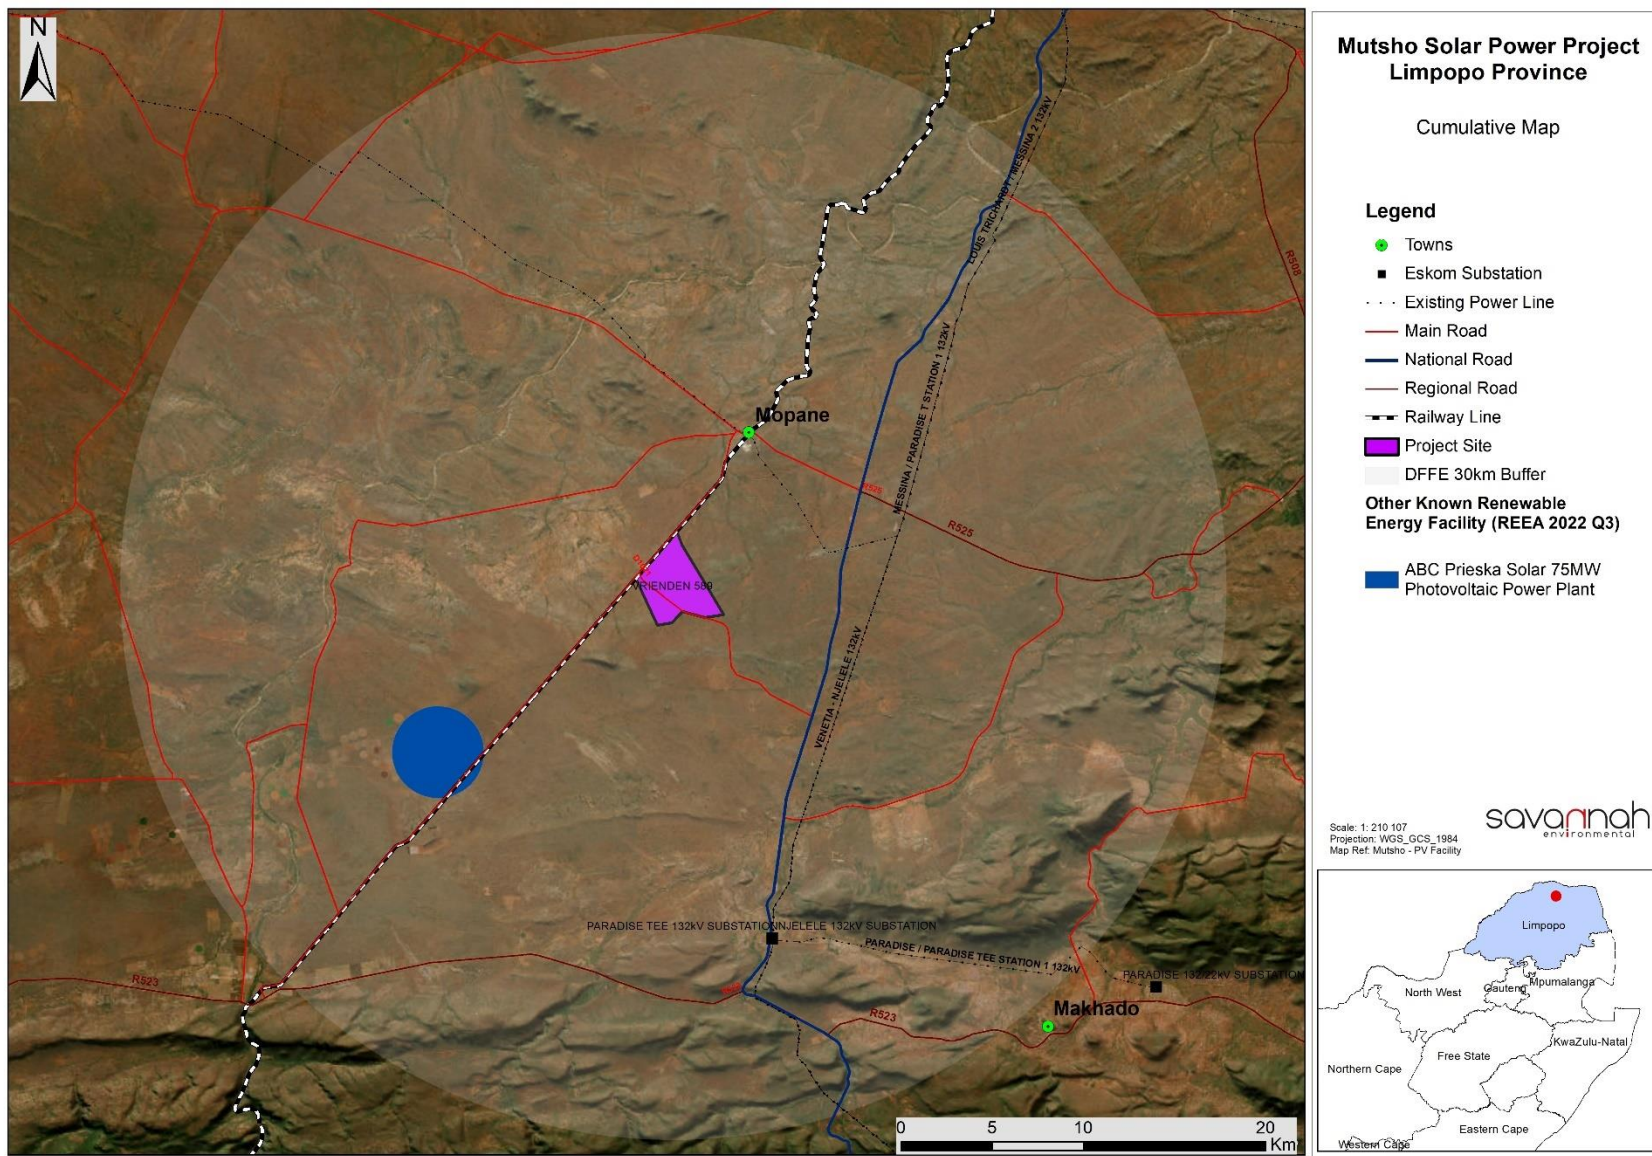 N
Mutsho Solar Power Project
Limpopo Province
Cumulative Map
Legend
Towns
Eskom Substation
Existing Power Line
Main Road
National Road
Regional Road
Railway Line
Project Site
DFFE 30km Buffer
Other Known Renewable
Energy Facility (REEA 2022 Q3)
ABC Prieska Solar 75MW
Photovoltaic Power Plant
Scale: 1: 210 107
Projection: WGS_GCS_1984
Map Ref: Mutsho - PV Facility
savannah
environmental
Limpopo
North West
Gauteng
Mpumalanga
Free State
KwaZulu-Natal
Northern Cape
Eastern Cape
Western Cape
LOUIS TRICHARDT / MESSINA 2 132kV
R508
MESSINA / PARADISE T STATION 1 132kV
Mopane
R525
R525
VRIENDEN 589
VENETIA - NJELELE 132kV
PARADISE TEE 132kV SUBSTATION
NJELELE 132kV SUBSTATION
PARADISE / PARADISE TEE STATION 1 132kV
PARADISE 132/22kV SUBSTATION
R523
R523
Makhado
0 5 10 20
Km